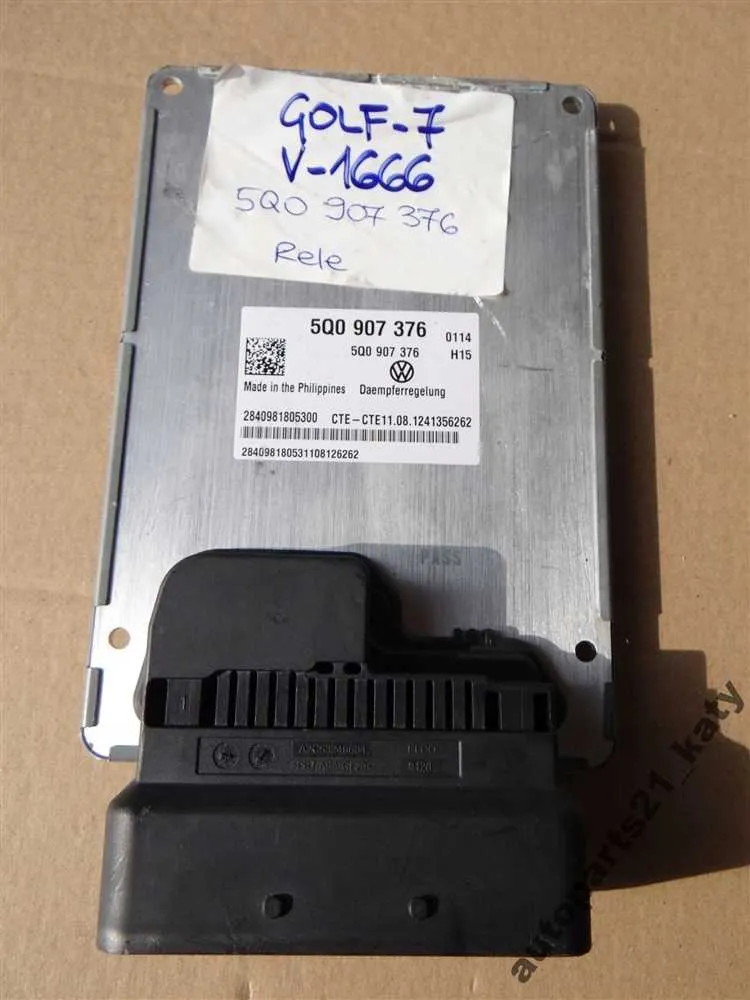 GOLF-7
V-1666
5Q0 907 376
Rele
5Q0 907 376 0114
5Q0 907 376 H15
Made in the Philippines Daempferregelung
2840981805300 CTE-CTE11.08.1241356262
284098180531108126262
PASS
autoparts21_katy